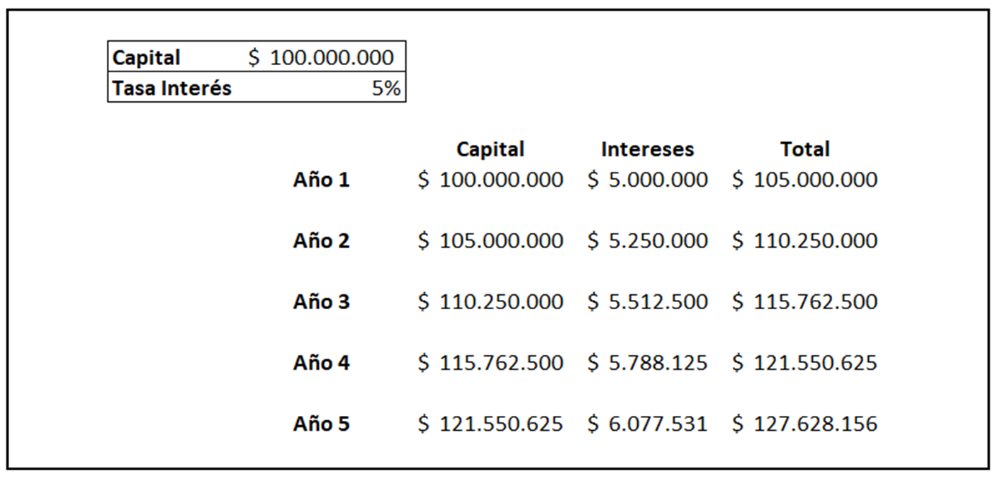 Capital $ 100.000.000
Tasa Interés 5%
Capital Intereses Total
Año 1 $ 100.000.000 $ 5.000.000 $ 105.000.000
Año 2 $ 105.000.000 $ 5.250.000 $ 110.250.000
Año 3 $ 110.250.000 $ 5.512.500 $ 115.762.500
Año 4 $ 115.762.500 $ 5.788.125 $ 121.550.625
Año 5 $ 121.550.625 $ 6.077.531 $ 127.628.156